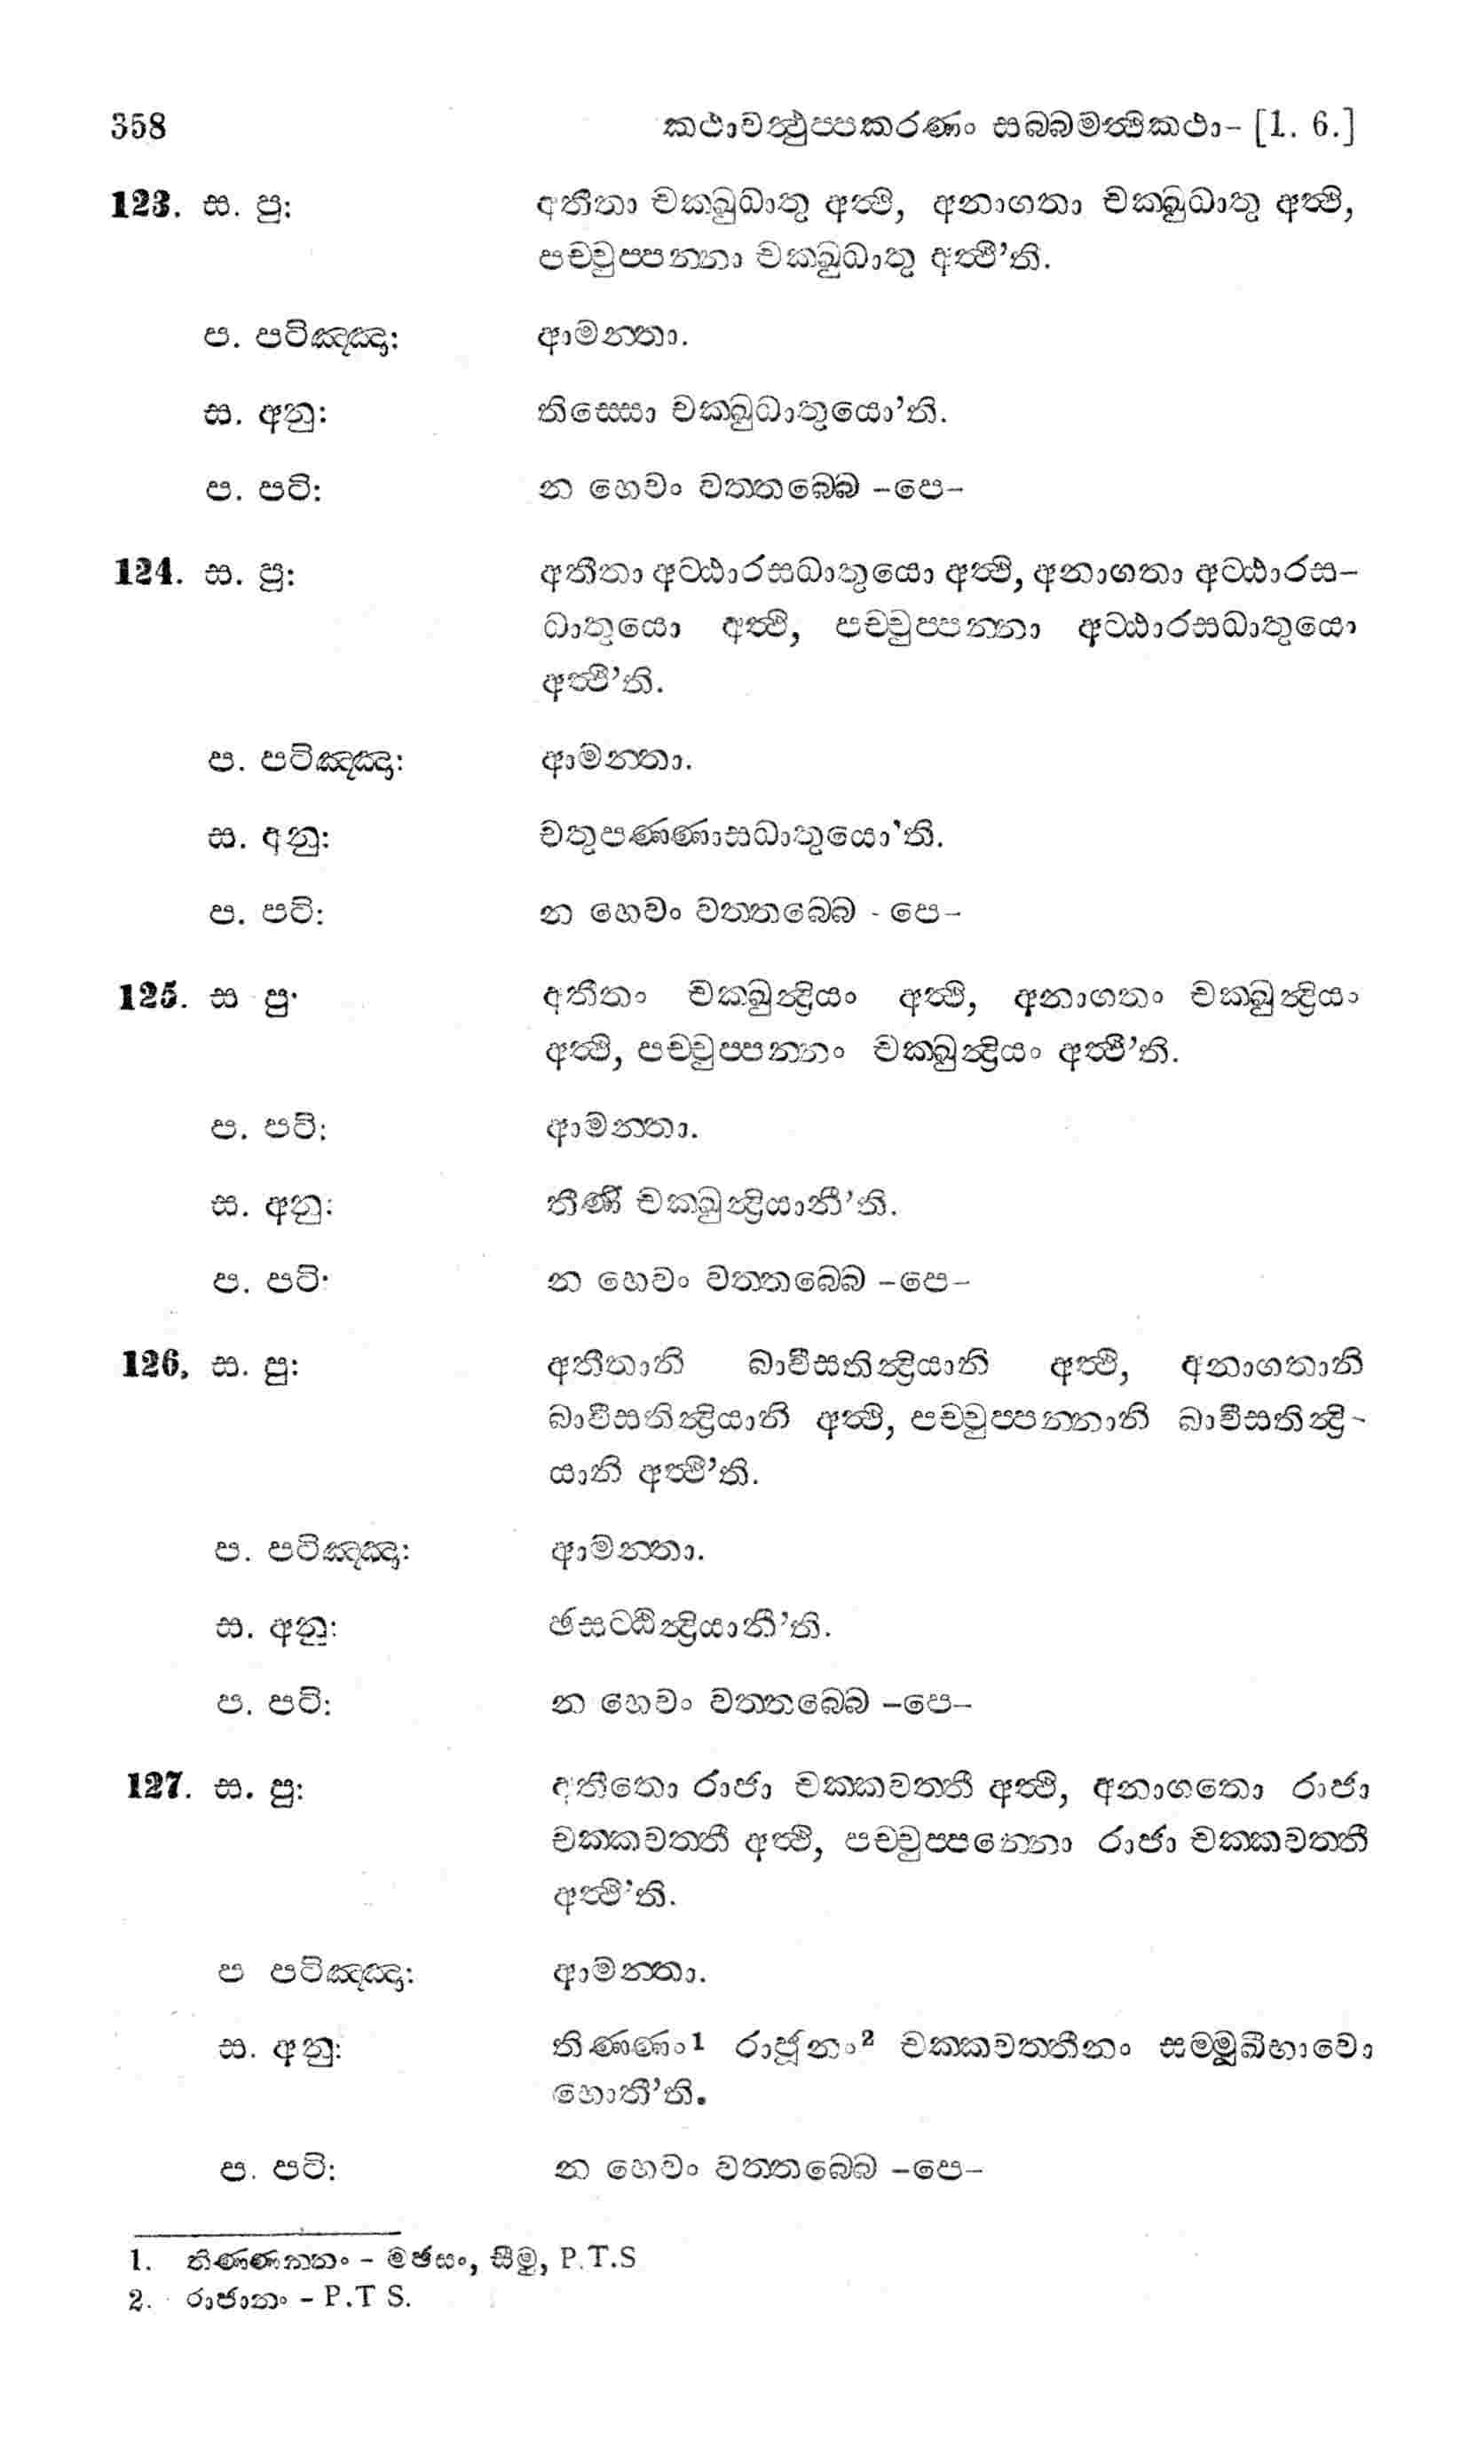 358 කථාවත්‍ථුප්පකරණං සබ්බමත්‍ථිකථා- [1. 6.]
123. ස. පු: අතීතා චක්ඛුධාතු අත්‍ථි, අනාගතා චක්ඛුධාතු අත්‍ථි,
පච්චුප්පන්නා චක්ඛුධාතු අත්‍ථී’ති.
ප. පටිඤ්ඤා: ආමන්තා.
ස. අනු: තිස්සො චක්ඛුධාතුයො’ති.
ප. පටි: න හෙවං වත්තබ්බෙ -පෙ-
124. ස. පු: අතීතා අට්ඨාරසධාතුයො අත්‍ථි, අනාගතා අට්ඨාරස-
ධාතුයො අත්‍ථි, පච්චුප්පන්නා අට්ඨාරසධාතුයො
අත්‍ථී’ති.
ප. පටිඤ්ඤා: ආමන්තා.
ස. අනු: චතුපණ්ණාසධාතුයො’ති.
ප. පටි: න හෙවං වත්තබ්බෙ - පෙ-
125. ස පු· අතීතං චක්ඛුන්ද්‍රියං අත්‍ථි, අනාගතං චක්ඛුන්ද්‍රියං
අත්‍ථි, පච්චුප්පන්නං චක්ඛුන්ද්‍රියං අත්‍ථී’ති.
ප. පටි: ආමන්තා.
ස. අනු: තීණි චක්ඛුන්ද්‍රියානී’ති.
ප. පටි· න හෙවං වත්තබ්බෙ -පෙ-
126, ස. පු: අතීතානි බාවීසතින්ද්‍රියානි අත්‍ථි, අනාගතානි
බාවීසතින්ද්‍රියානි අත්‍ථි, පච්චුප්පන්නානි බාවීසතින්ද්‍රි-
යානි අත්‍ථී’ති.
ප. පටිඤ්ඤා: ආමන්තා.
ස. අනු: ඡසට්ඨින්ද්‍රියානී’ති.
ප. පටි: න හෙවං වත්තබ්බෙ -පෙ-
127. ස. පු: අතීතො රාජා චක්කවත්තී අත්‍ථි, අනාගතො රාජා
චක්කවත්තී අත්‍ථි, පච්චුප්පන්නො රාජා චක්කවත්තී
අත්‍ථී’ති.
ප පටිඤ්ඤා: ආමන්තා.
ස. අනු: තිණ්ණං1 රාජූනං2 චක්කවත්තීනං සම්මුඛීභාවො
හොතී’ති.
ප. පටි: න හෙවං වත්තබ්බෙ -පෙ-
1. තිණ්ණන්නං - මඡසං, සීමු, P.T.S
2. රාජානං - P.T S.